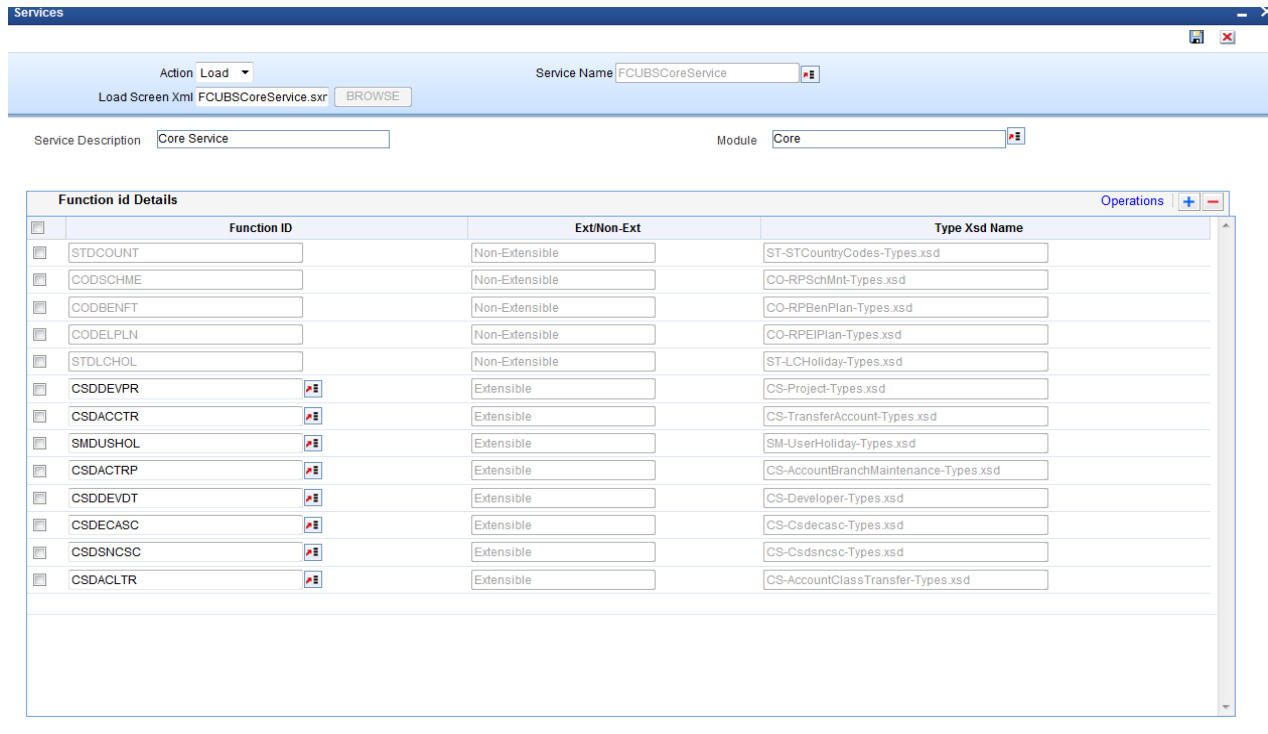 Services
Action Load Service Name FCUBSCoreService
Load Screen Xml FCUBSCoreService.sxr BROWSE
Service Description Core Service Module Core
Function id Details Operations
Function ID Ext/Non-Ext Type Xsd Name
STDCOUNT Non-Extensible ST-STCountryCodes-Types.xsd
CODSCHME Non-Extensible CO-RPSchMnt-Types.xsd
CODBENFT Non-Extensible CO-RPBenPlan-Types.xsd
CODELPLN Non-Extensible CO-RPElPlan-Types.xsd
STDLCHOL Non-Extensible ST-LCHoliday-Types.xsd
CSDDEVPR Extensible CS-Project-Types.xsd
CSDACCTR Extensible CS-TransferAccount-Types.xsd
SMDUSHOL Extensible SM-UserHoliday-Types.xsd
CSDACTRP Extensible CS-AccountBranchMaintenance-Types.xsd
CSDDEVDT Extensible CS-Developer-Types.xsd
CSDECASC Extensible CS-Csdecasc-Types.xsd
CSDSNCSC Extensible CS-Csdsncsc-Types.xsd
CSDACLTR Extensible CS-AccountClassTransfer-Types.xsd